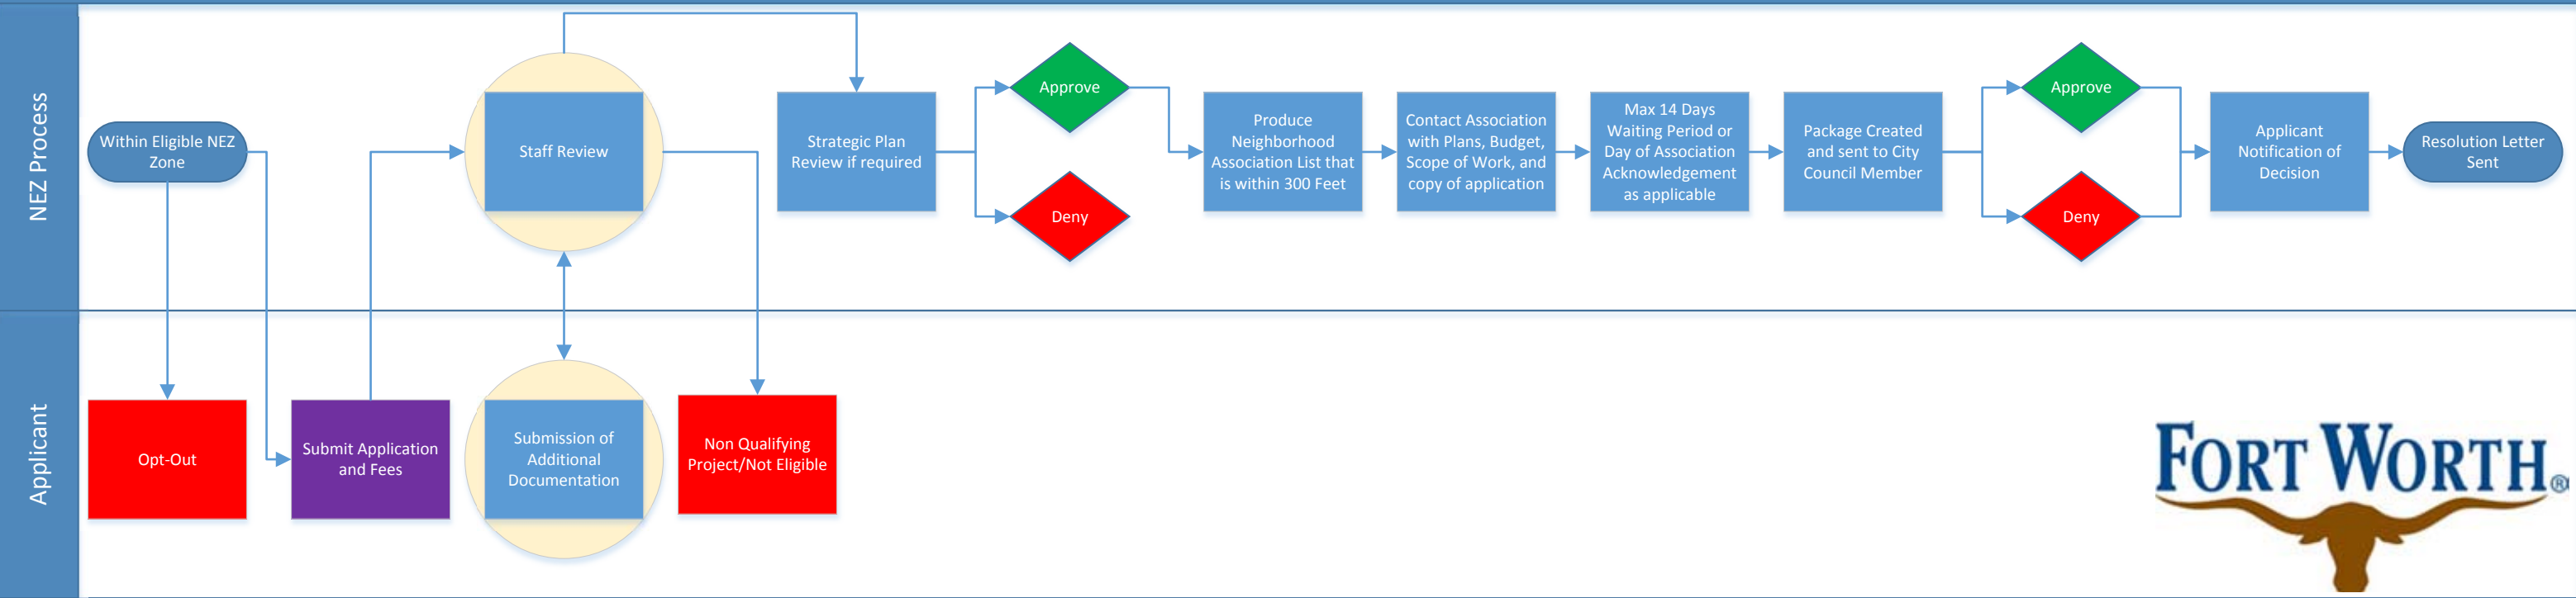 NEZ Process
Within Eligible NEZ
Zone
Staff Review
Strategic Plan
Review if required
Approve
Deny
Produce
Neighborhood
Association List that
is within 300 Feet
Contact Association
with Plans, Budget,
Scope of Work, and
copy of application
Max 14 Days
Waiting Period or
Day of Association
Acknowledgement
as applicable
Package Created
and sent to City
Council Member
Approve
Deny
Applicant
Notification of
Decision
Resolution Letter
Sent
Applicant
Opt-Out
Submit Application
and Fees
Submission of
Additional
Documentation
Non Qualifying
Project/Not Eligible
FORT WORTH®